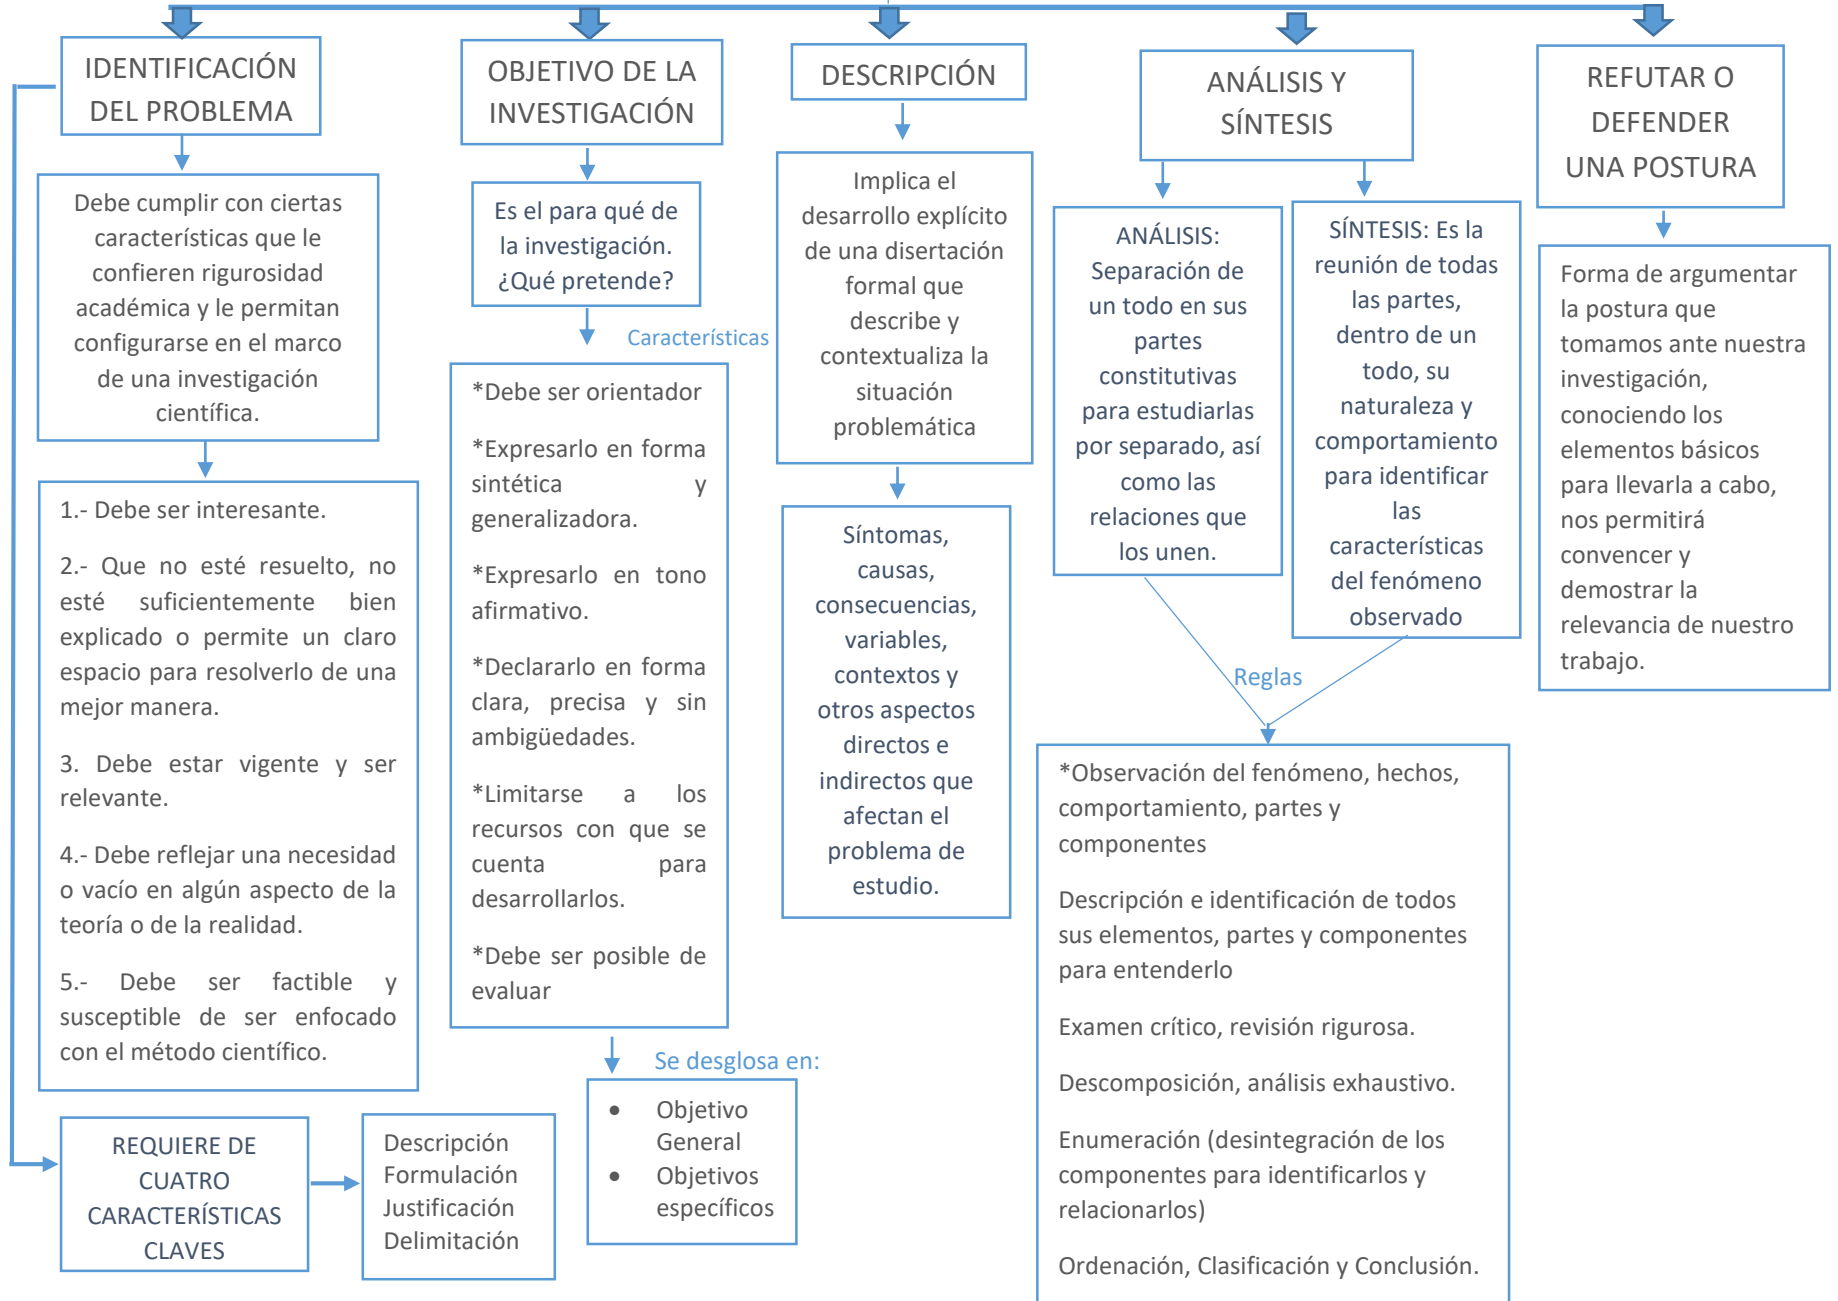 IDENTIFICACIÓN
DEL PROBLEMA
Debe cumplir con ciertas
características que le
confieren rigurosidad
académica y le permitan
configurarse en el marco
de una investigación
científica.
1.- Debe ser interesante.
2.- Que no esté resuelto, no
esté suficientemente bien
explicado o permite un claro
espacio para resolverlo de una
mejor manera.
3. Debe estar vigente y ser
relevante.
4.- Debe reflejar una necesidad
o vacío en algún aspecto de la
teoría o de la realidad.
5.- Debe ser factible y
susceptible de ser enfocado
con el método científico.
REQUIERE DE
CUATRO
CARACTERÍSTICAS
CLAVES
Descripción
Formulación
Justificación
Delimitación
OBJETIVO DE LA
INVESTIGACIÓN
Es el para qué de
la investigación.
¿Qué pretende?
Características
*Debe ser orientador
*Expresarlo en forma
sintética y
generalizadora.
*Expresarlo en tono
afirmativo.
*Declararlo en forma
clara, precisa y sin
ambigüedades.
*Limitarse a los
recursos con que se
cuenta para
desarrollarlos.
*Debe ser posible de
evaluar
Se desglosa en:
• Objetivo
General
• Objetivos
específicos
DESCRIPCIÓN
Implica el
desarrollo explícito
de una disertación
formal que
describe y
contextualiza la
situación
problemática
Síntomas,
causas,
consecuencias,
variables,
contextos y
otros aspectos
directos e
indirectos que
afectan el
problema de
estudio.
ANÁLISIS Y
SÍNTESIS
ANÁLISIS:
Separación de
un todo en sus
partes
constitutivas
para estudiarlas
por separado, así
como las
relaciones que
los unen.
SÍNTESIS: Es la
reunión de todas
las partes,
dentro de un
todo, su
naturaleza y
comportamiento
para identificar
las
características
del fenómeno
observado
Reglas
*Observación del fenómeno, hechos,
comportamiento, partes y
componentes
Descripción e identificación de todos
sus elementos, partes y componentes
para entenderlo
Examen crítico, revisión rigurosa.
Descomposición, análisis exhaustivo.
Enumeración (desintegración de los
componentes para identificarlos y
relacionarlos)
Ordenación, Clasificación y Conclusión.
REFUTAR O
DEFENDER
UNA POSTURA
Forma de argumentar
la postura que
tomamos ante nuestra
investigación,
conociendo los
elementos básicos
para llevarla a cabo,
nos permitirá
convencer y
demostrar la
relevancia de nuestro
trabajo.